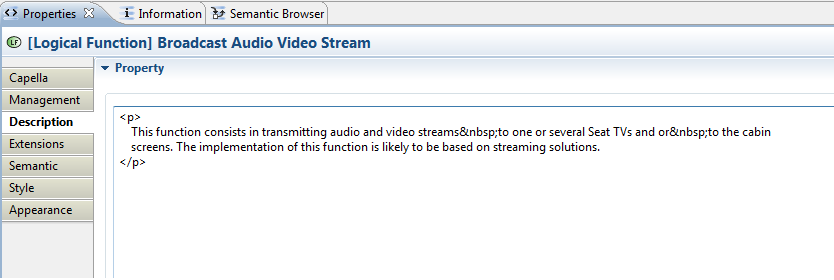 Properties Information Semantic Browser
[Logical Function] Broadcast Audio Video Stream
Property
Capella
Management
Description
Extensions
Semantic
Style
Appearance
<p>
This function consists in transmitting audio and video streams&nbsp;to one or several Seat TVs and or&nbsp;to the cabin
screens. The implementation of this function is likely to be based on streaming solutions.
</p>